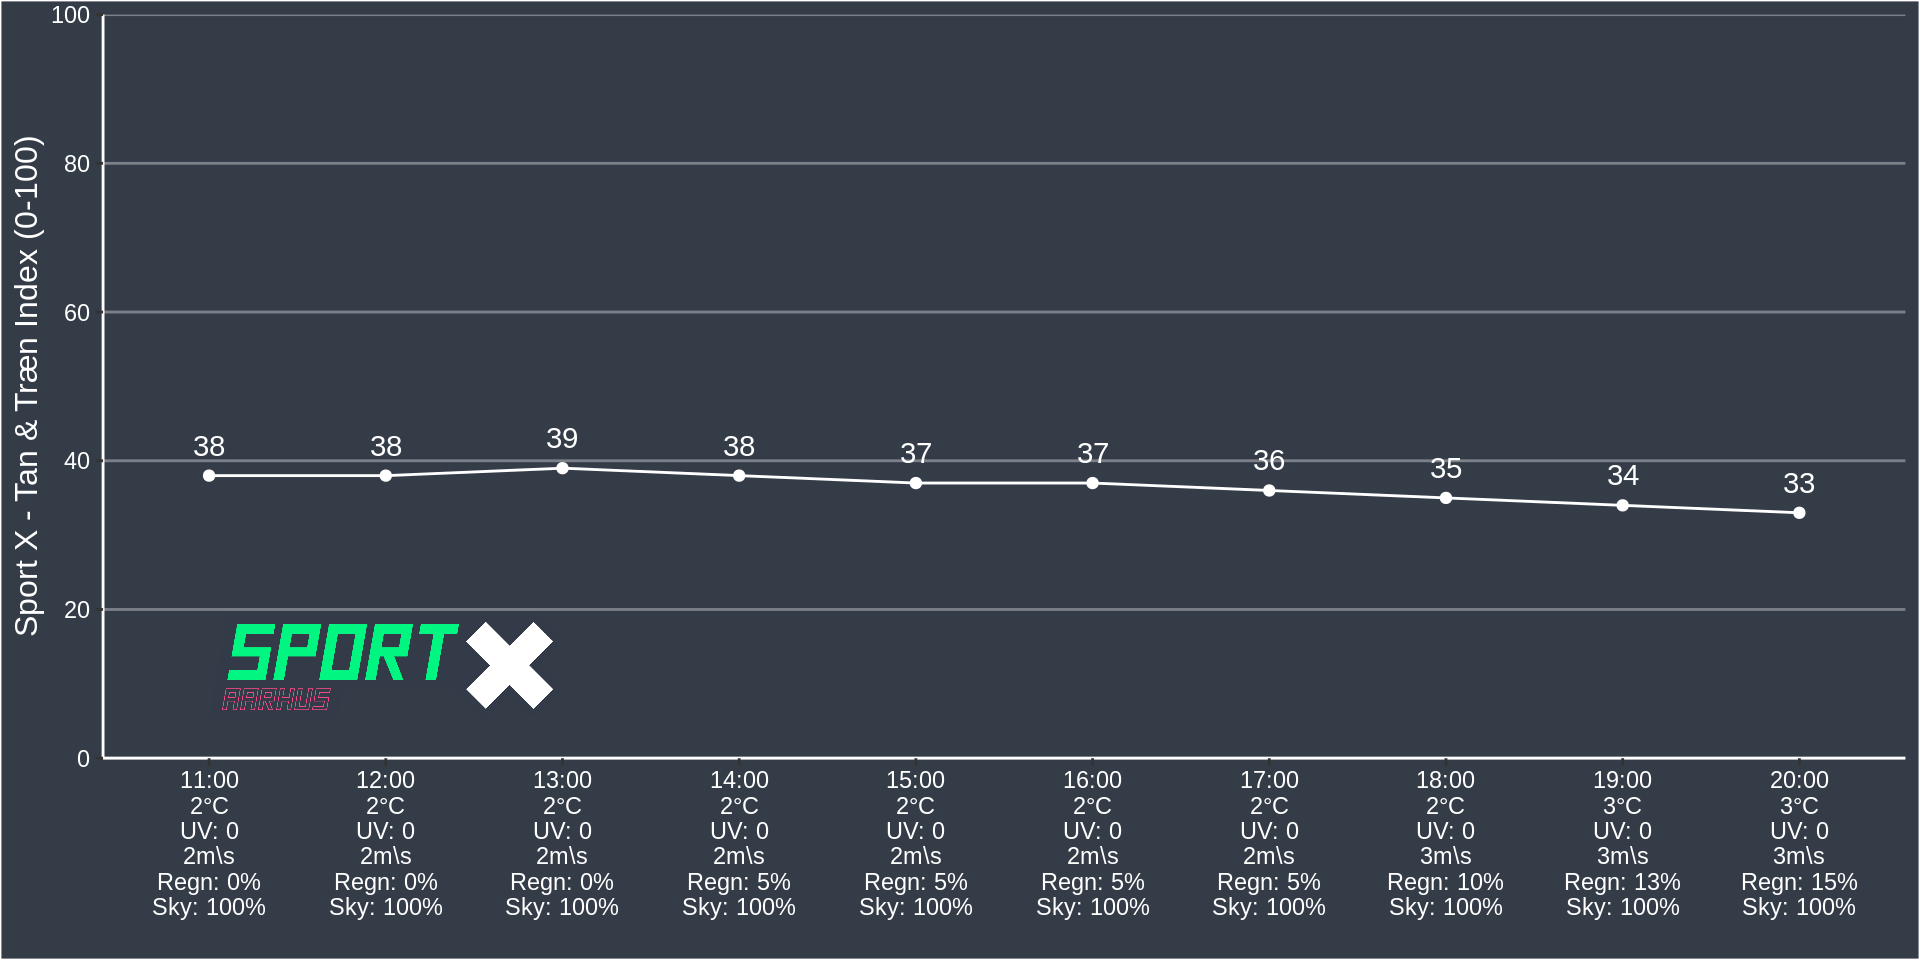 Sport X - Tan & Træn Index (0-100)
100
80
60
40
20
0
38 38 39 38 37 37 36 35 34 33
SPORT X
AARHUS
11:00 12:00 13:00 14:00 15:00 16:00 17:00 18:00 19:00 20:00
2°C 2°C 2°C 2°C 2°C 2°C 2°C 2°C 3°C 3°C
UV: 0 UV: 0 UV: 0 UV: 0 UV: 0 UV: 0 UV: 0 UV: 0 UV: 0 UV: 0
2m\s 2m\s 2m\s 2m\s 2m\s 2m\s 2m\s 3m\s 3m\s 3m\s
Regn: 0% Regn: 0% Regn: 0% Regn: 5% Regn: 5% Regn: 5% Regn: 5% Regn: 10% Regn: 13% Regn: 15%
Sky: 100% Sky: 100% Sky: 100% Sky: 100% Sky: 100% Sky: 100% Sky: 100% Sky: 100% Sky: 100% Sky: 100%